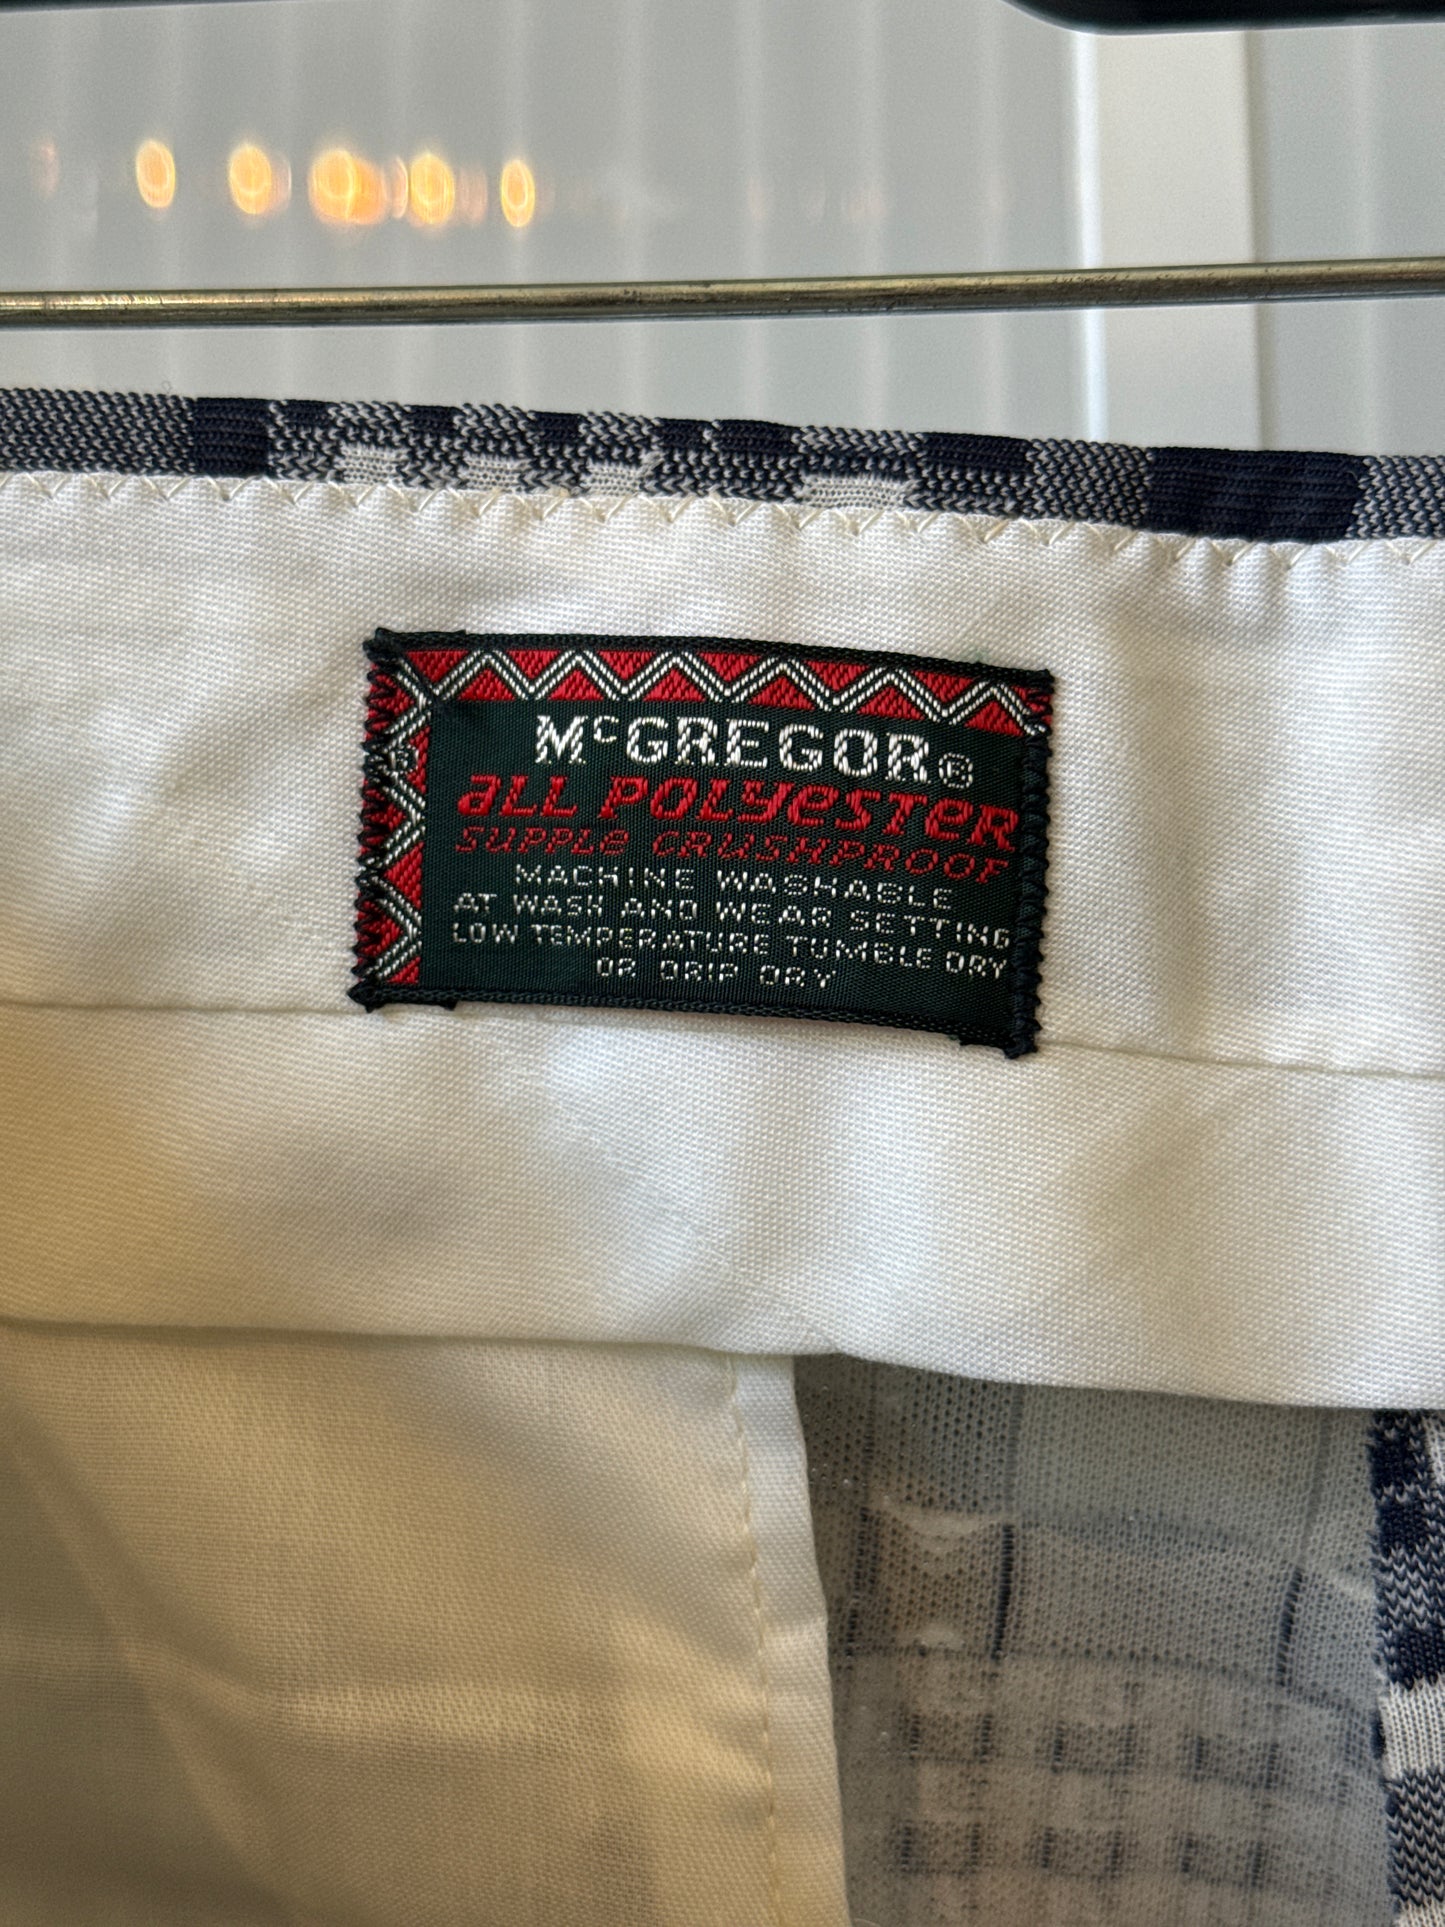 McGREGOR®
aLL POLyeSTeR
SUPPLe CRUSHPROOF
MACHINE WASHABLE
AT WASH AND WEAR SETTING
LOW TEMPERATURE TUMBLE DRY
OR DRIP DRY